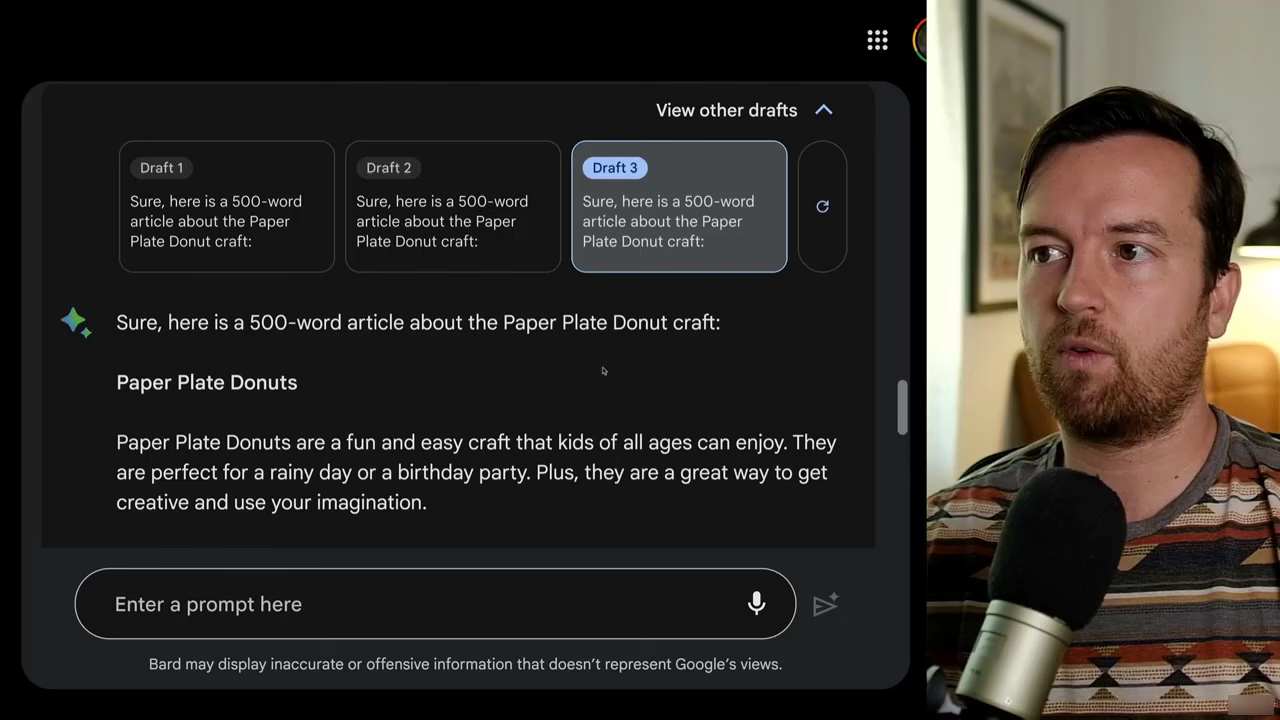 View other drafts
Draft 1
Sure, here is a 500-word
article about the Paper
Plate Donut craft:
Draft 2
Sure, here is a 500-word
article about the Paper
Plate Donut craft:
Draft 3
Sure, here is a 500-word
article about the Paper
Plate Donut craft:
Sure, here is a 500-word article about the Paper Plate Donut craft:
Paper Plate Donuts
Paper Plate Donuts are a fun and easy craft that kids of all ages can enjoy. They
are perfect for a rainy day or a birthday party. Plus, they are a great way to get
creative and use your imagination.
Enter a prompt here
Bard may display inaccurate or offensive information that doesn’t represent Google’s views.